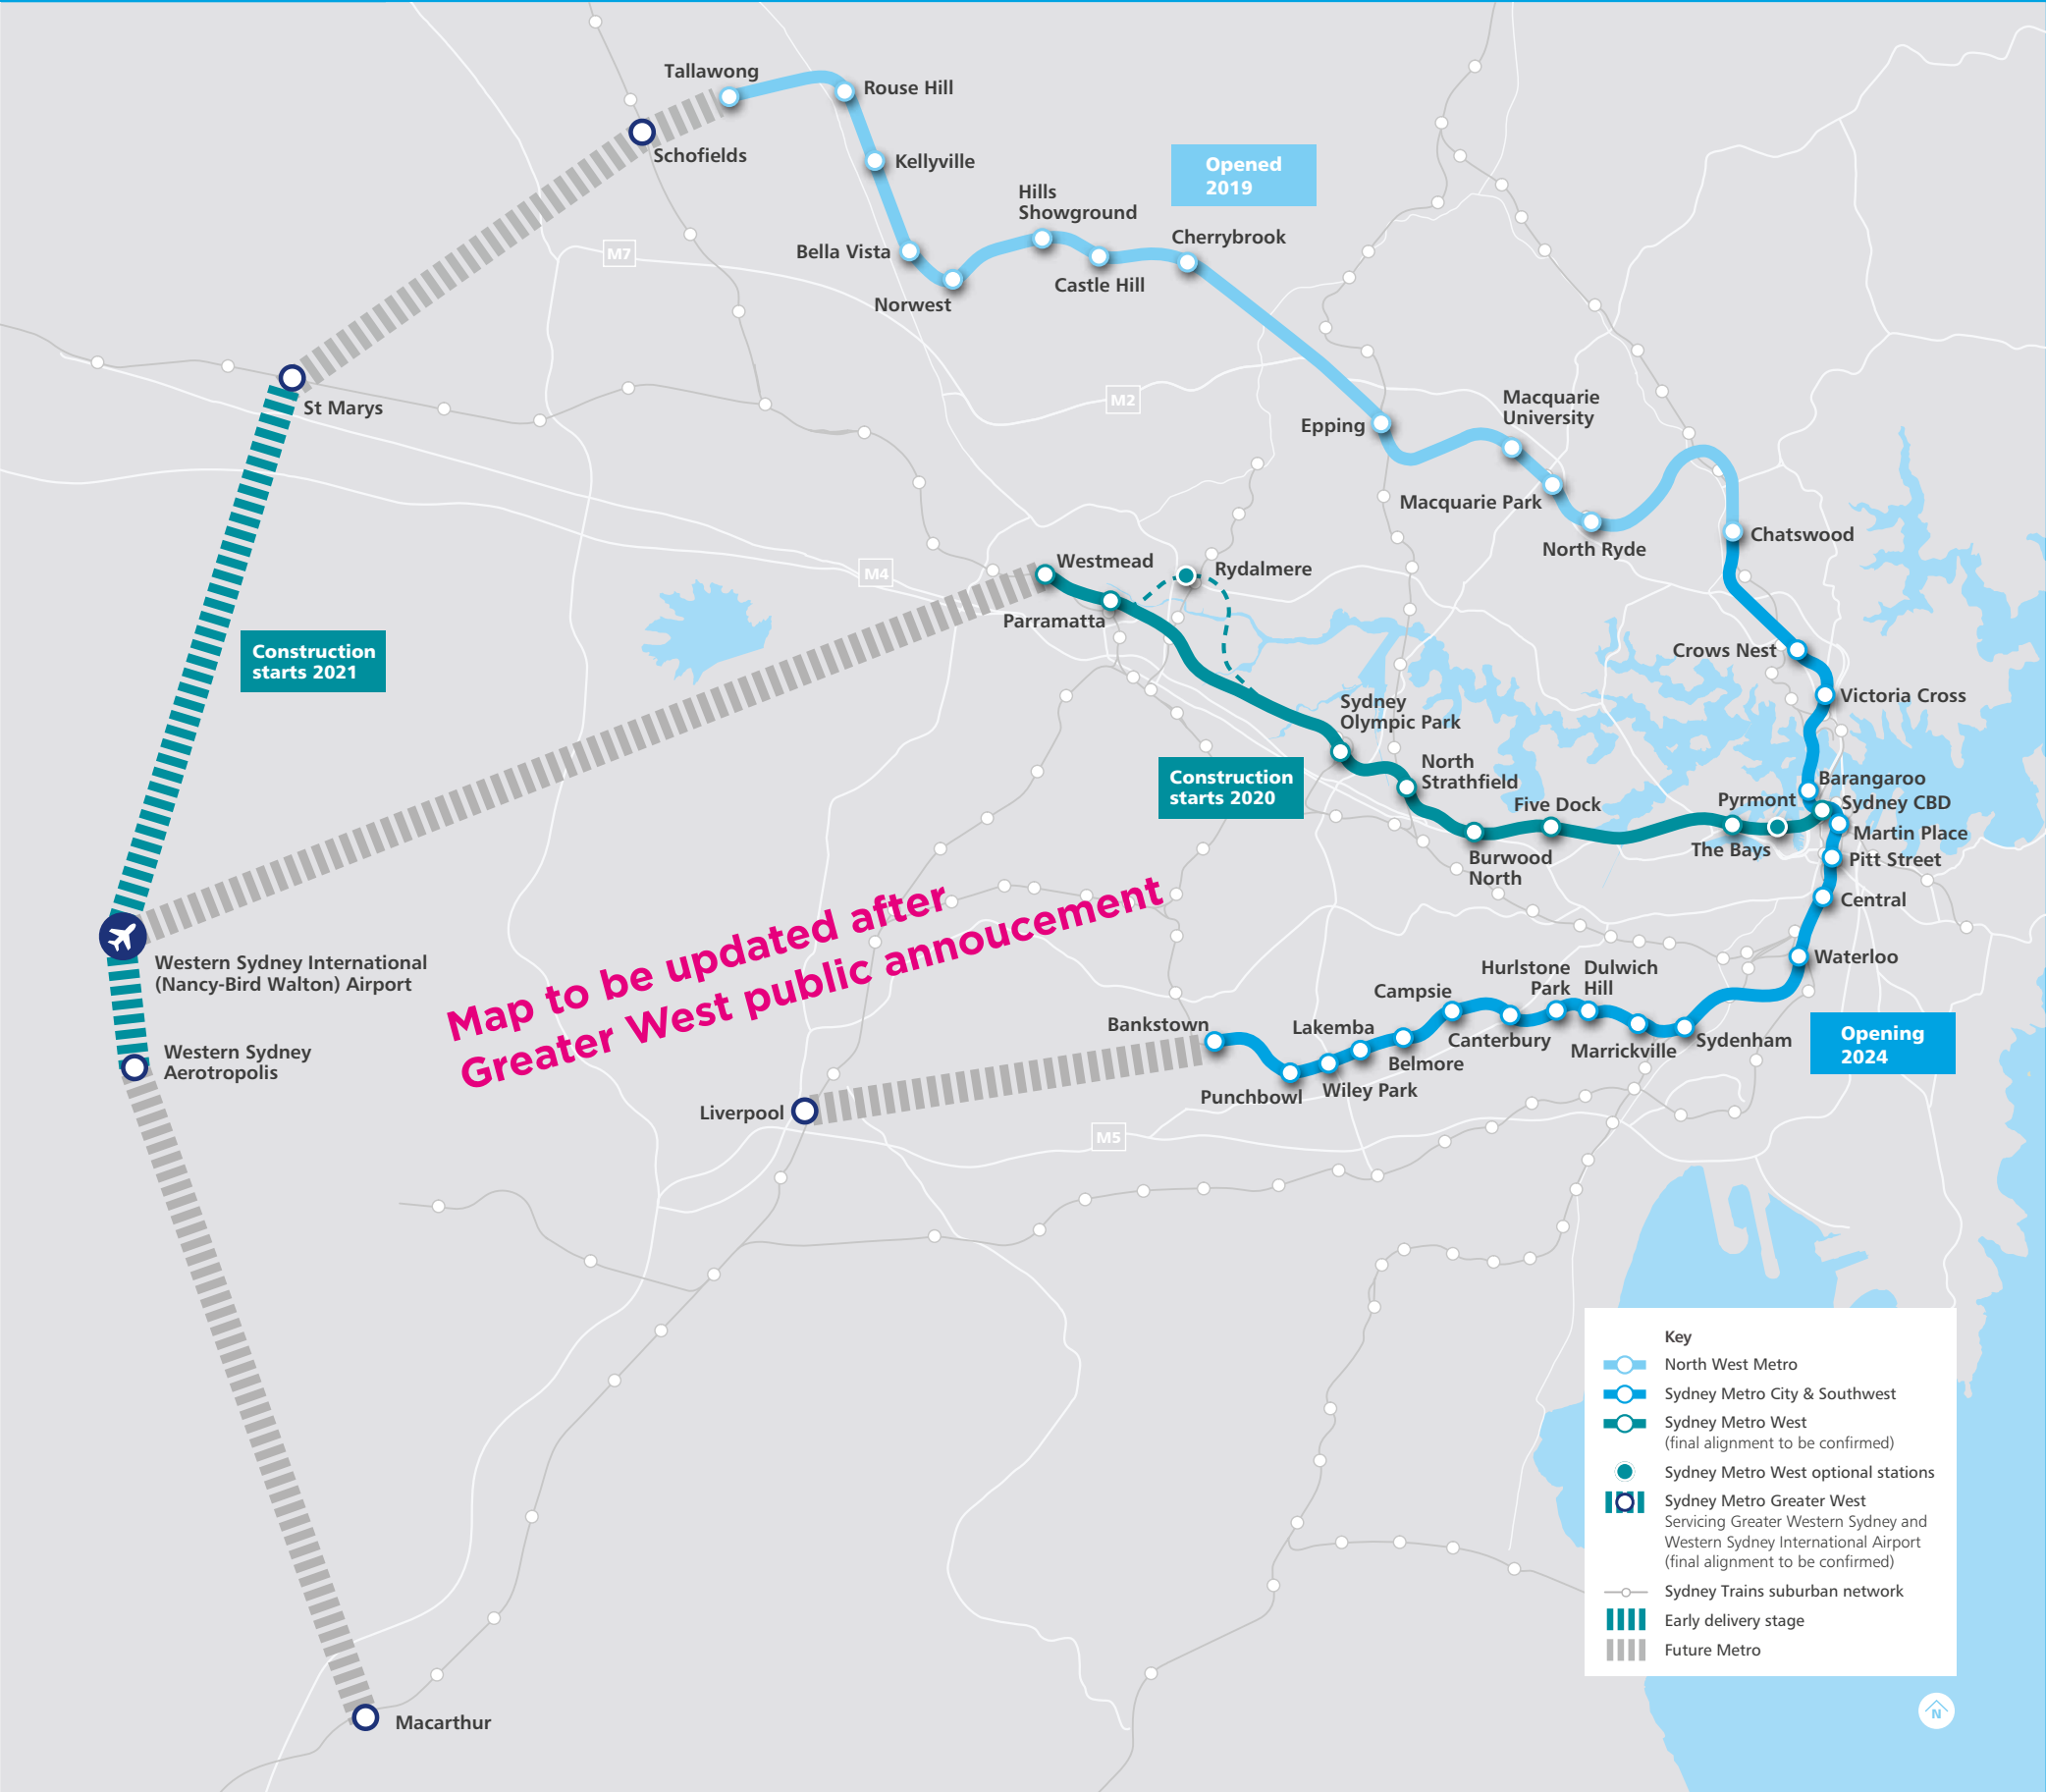 Tallawong
Rouse Hill
Schofields
Kellyville
Opened
2019
Hills
Showground
Cherrybrook
Bella Vista
M7
Castle Hill
Norwest
St Marys
M2
Macquarie
University
Epping
Macquarie Park
North Ryde
Chatswood
Westmead
Rydalmere
M4
Parramatta
Construction
starts 2021
Crows Nest
Victoria Cross
Sydney
Olympic Park
North
Strathfield
Construction
starts 2020
Barangaroo
Pyrmont
Sydney CBD
Five Dock
Martin Place
The Bays
Pitt Street
Burwood
North
Central
Map to be updated after
Greater West public annoucement
Western Sydney International
(Nancy-Bird Walton) Airport
Waterloo
Hurlstone
Park
Dulwich
Hill
Campsie
Bankstown
Lakemba
Canterbury
Marrickville
Sydenham
Opening
2024
Western Sydney
Aerotropolis
Belmore
Wiley Park
Punchbowl
Liverpool
M5
Key
North West Metro
Sydney Metro City & Southwest
Sydney Metro West
(final alignment to be confirmed)
Sydney Metro West optional stations
Sydney Metro Greater West
Servicing Greater Western Sydney and
Western Sydney International Airport
(final alignment to be confirmed)
Sydney Trains suburban network
Early delivery stage
Future Metro
N
Macarthur